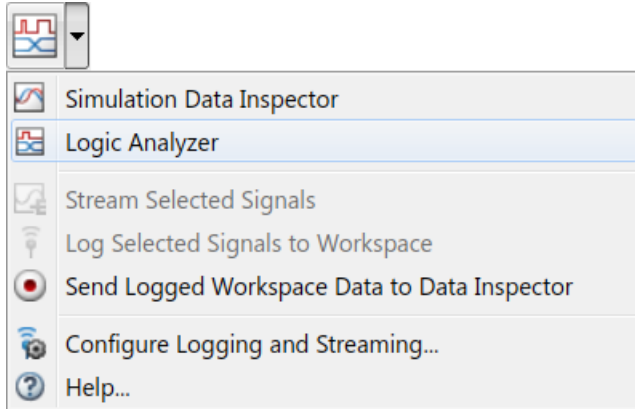 Simulation Data Inspector
Logic Analyzer
Stream Selected Signals
Log Selected Signals to Workspace
Send Logged Workspace Data to Data Inspector
Configure Logging and Streaming...
Help...